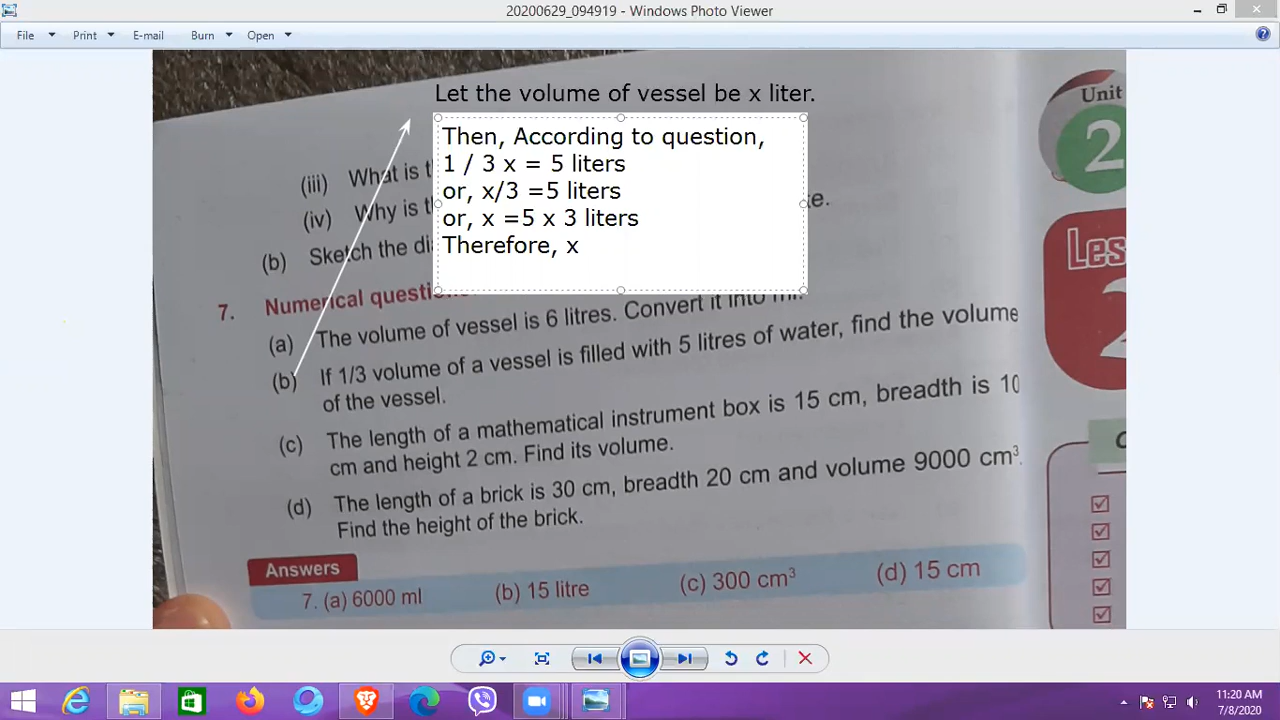 20200629_094919 - Windows Photo Viewer
File Print E-mail Burn Open
Let the volume of vessel be x liter.
Then, According to question,
1 / 3 x = 5 liters
or, x/3 =5 liters
or, x =5 x 3 liters
Therefore, x
Unit
2
(iii) What is
(iv) Why is
(b) Sketch the
7. Numerical
(a) The volume of vessel is 6 litres. Convert it into
(b) If 1/3 volume of a vessel is filled with 5 litres of water, find the volume
of the vessel.
(c) The length of a mathematical instrument box is 15 cm, breadth is 10
cm and height 2 cm. Find its volume.
(d) The length of a brick is 30 cm, breadth 20 cm and volume 9000 cm³.
Find the height of the brick.
Les
Answers
7. (a) 6000 ml (b) 15 litre (c) 300 cm³ (d) 15 cm
11:20 AM
7/8/2020